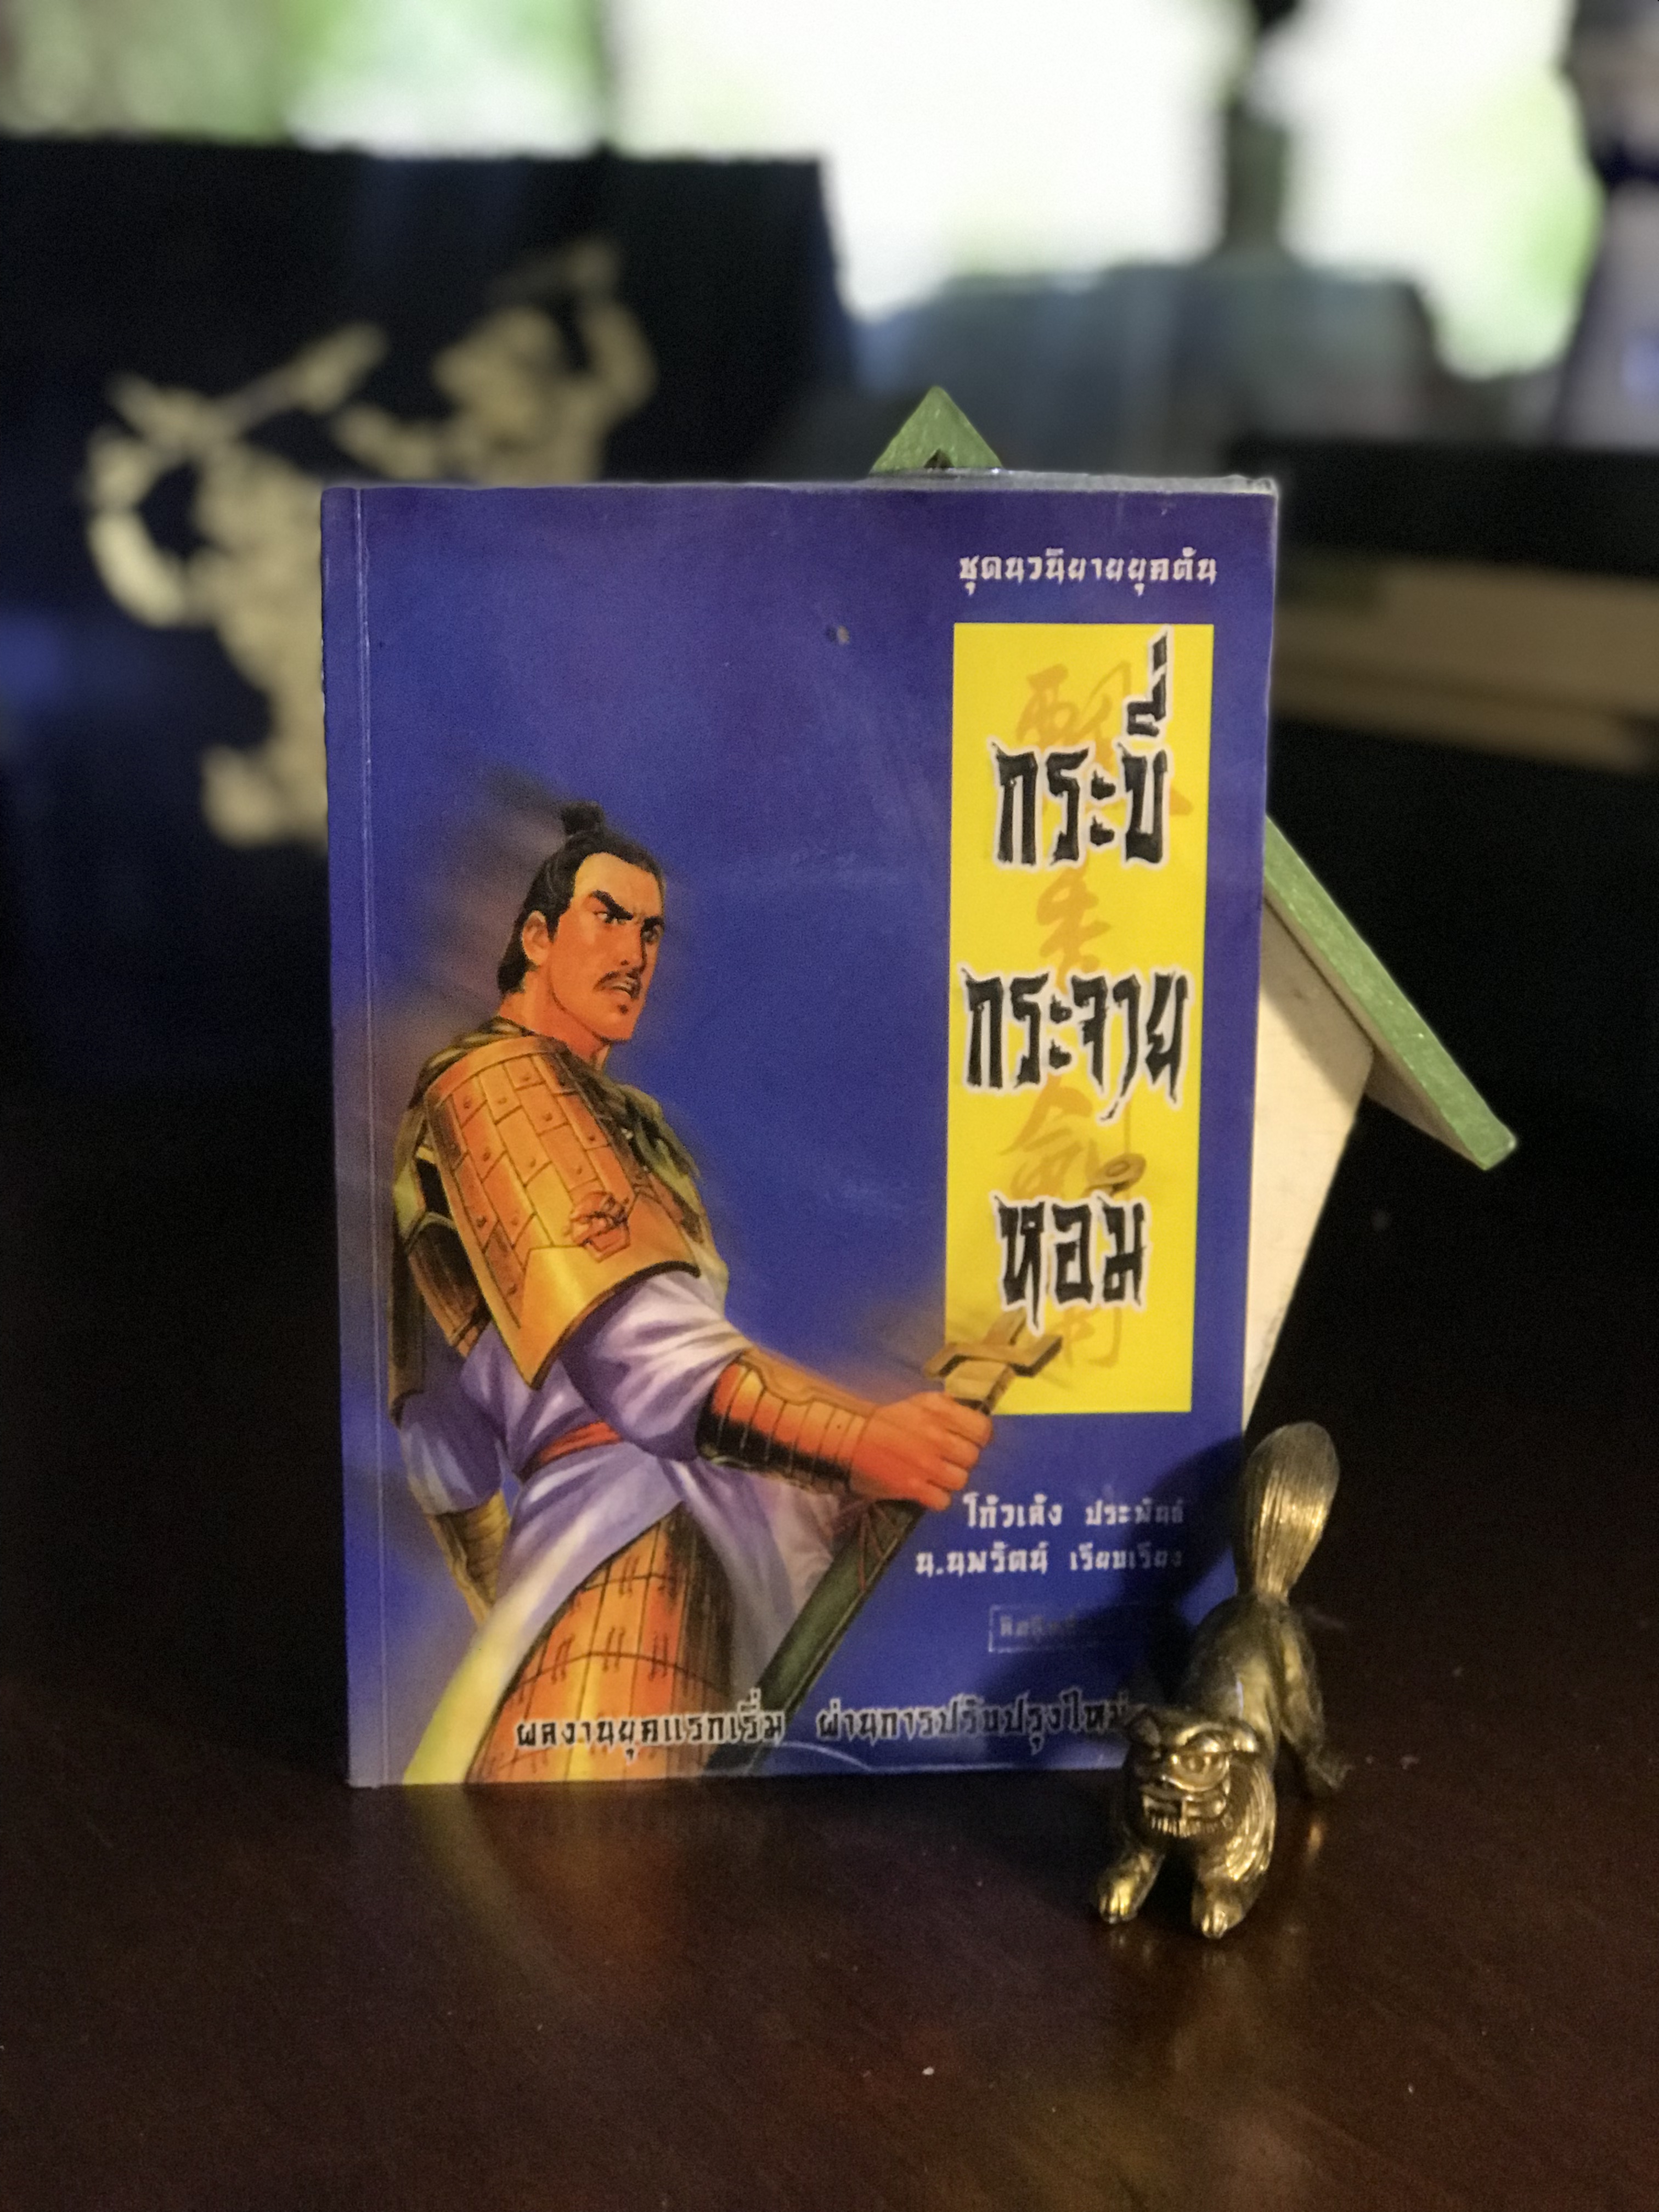 ชุดนวนิยายยุคต้น
กระบี่
กระจาย
หอม
โก้วเล้ง ประพันธ์
น.นพรัตน์ เรียบเรียง
ผลงานยุคแรกเริ่ม ผ่านการปรับปรุงใหม่